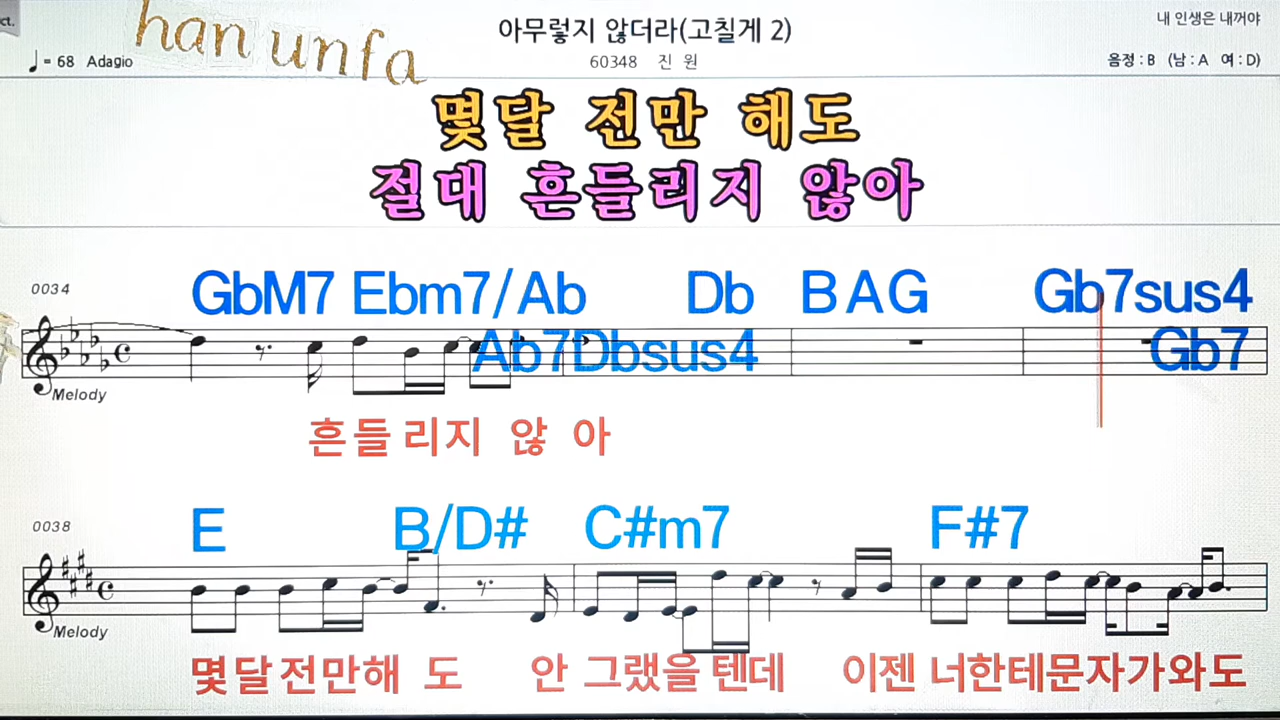 ct.
han unfa
아무렇지 않더라(고칠게 2)
내 인생은 내꺼야
♩= 68 Adagio
60348 진 원
음정 : B (남 : A 여 : D)
몇달 전만 해도
절대 흔들리지 않아
0034
GbM7 Ebm7/Ab Db B A G Gb7sus4
Ab7Dbsus4 Gb7
Melody
흔들리지 않 아
0038
E B/D# C#m7 F#7
Melody
몇달전만해 도 안 그랬을 텐데 이젠 너한테문자가와도